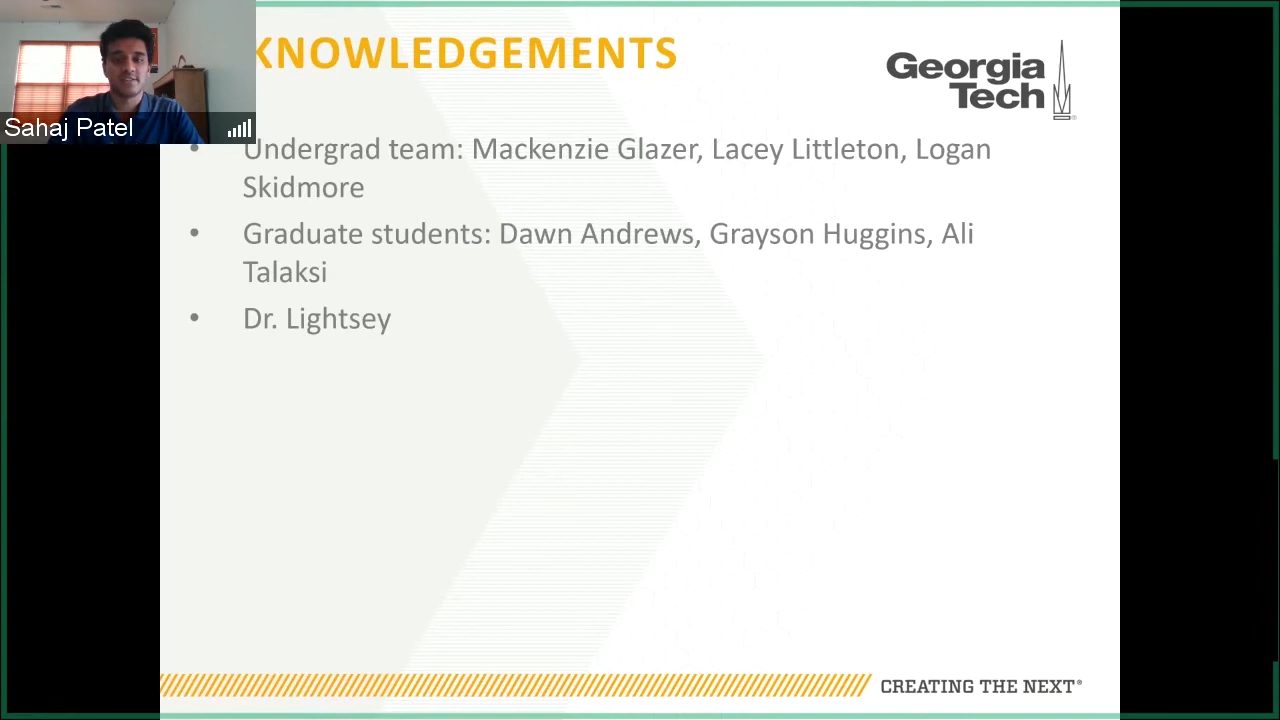 KNOWLEDGEMENTS
Georgia
Tech
Sahaj Patel
• Undergrad team: Mackenzie Glazer, Lacey Littleton, Logan
Skidmore
• Graduate students: Dawn Andrews, Grayson Huggins, Ali
Talaksi
• Dr. Lightsey
CREATING THE NEXT®